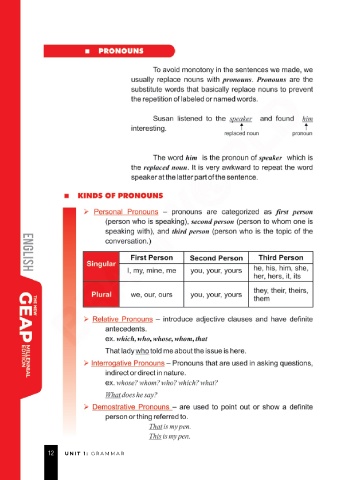 PRONOUNS
To avoid monotony in the sentences we made, we
usually replace nouns with pronouns. Pronouns are the
substitute words that basically replace nouns to prevent
the repetition of labeled or named words.
Susan listened to the speaker and found him
interesting.
replaced noun pronoun
The word him is the pronoun of speaker which is
the replaced noun. It is very awkward to repeat the word
speaker at the latter part of the sentence.
KINDS OF PRONOUNS
➢ Personal Pronouns – pronouns are categorized as first person
(person who is speaking), second person (person to whom one is
speaking with), and third person (person who is the topic of the
conversation.)
Singular
First Person Second Person Third Person
I, my, mine, me you, your, yours he, his, him, she,
her, hers, it, its
Plural we, our, ours you, your, yours they, their, theirs,
them
➢ Relative Pronouns – introduce adjective clauses and have definite
antecedents.
ex. which, who, whose, whom, that
That lady who told me about the issue is here.
➢ Interrogative Pronouns – Pronouns that are used in asking questions,
indirect or direct in nature.
ex. whose? whom? who? which? what?
What does he say?
➢ Demostrative Pronouns – are used to point out or show a definite
person or thing referred to.
That is my pen.
This is my pen.
ENGLISH
THE NEW
GEAP
MILLENNIAL
EDITION
12 UNIT I: GRAMMAR